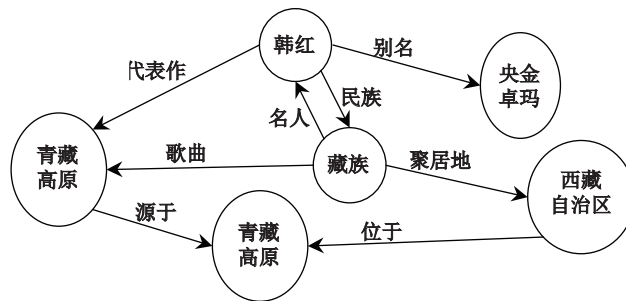 韩红
别名
央金
卓玛
代表作
民族
名人
青藏
高原
歌曲
藏族
聚居地
西藏
自治区
源于
青藏
高原
位于